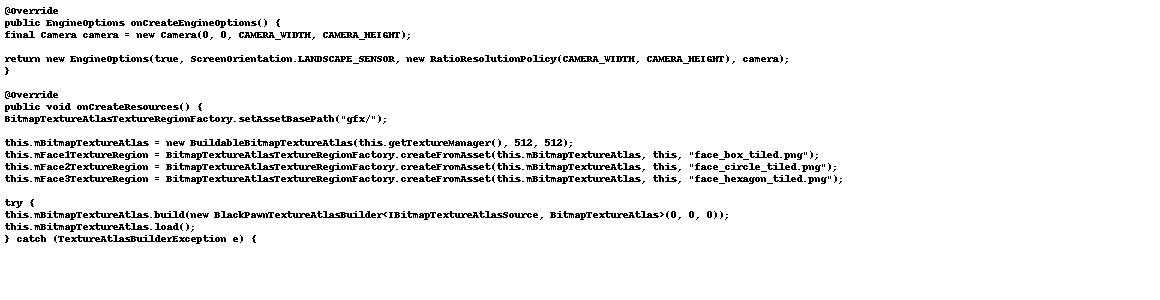 @Override
public EngineOptions onCreateEngineOptions() {
final Camera camera = new Camera(0, 0, CAMERA_WIDTH, CAMERA_HEIGHT);
return new EngineOptions(true, ScreenOrientation.LANDSCAPE_SENSOR, new RatioResolutionPolicy(CAMERA_WIDTH, CAMERA_HEIGHT), camera);
}
@Override
public void onCreateResources() {
BitmapTextureAtlasTextureRegionFactory.setAssetBasePath("gfx/");
this.mBitmapTextureAtlas = new BuildableBitmapTextureAtlas(this.getTextureManager(), 512, 512);
this.mFace1TextureRegion = BitmapTextureAtlasTextureRegionFactory.createFromAsset(this.mBitmapTextureAtlas, this, "face_box_tiled.png");
this.mFace2TextureRegion = BitmapTextureAtlasTextureRegionFactory.createFromAsset(this.mBitmapTextureAtlas, this, "face_circle_tiled.png");
this.mFace3TextureRegion = BitmapTextureAtlasTextureRegionFactory.createFromAsset(this.mBitmapTextureAtlas, this, "face_hexagon_tiled.png");
try {
this.mBitmapTextureAtlas.build(new BlackPawnTextureAtlasBuilder<IBitmapTextureAtlasSource, BitmapTextureAtlas>(0, 0, 0));
this.mBitmapTextureAtlas.load();
} catch (TextureAtlasBuilderException e) {